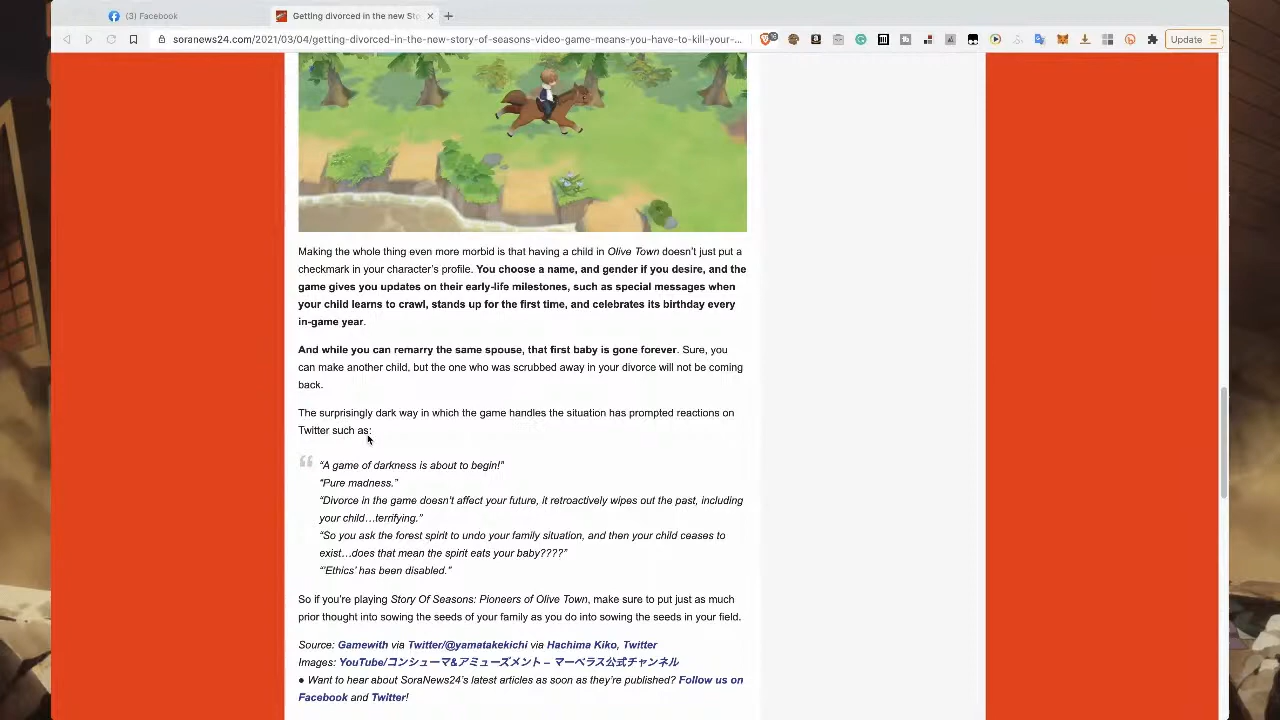 (3) Facebook
Getting divorced in the new Sto
soranews24.com/2021/03/04/getting-divorced-in-the-new-story-of-seasons-video-game-means-you-have-to-kill-your-...
Update
Making the whole thing even more morbid is that having a child in Olive Town doesn't just put a
checkmark in your character's profile. You choose a name, and gender if you desire, and the
game gives you updates on their early-life milestones, such as special messages when
your child learns to crawl, stands up for the first time, and celebrates its birthday every
in-game year.
And while you can remarry the same spouse, that first baby is gone forever. Sure, you
can make another child, but the one who was scrubbed away in your divorce will not be coming
back.
The surprisingly dark way in which the game handles the situation has prompted reactions on
Twitter such as:
“A game of darkness is about to begin!”
“Pure madness.”
“Divorce in the game doesn't affect your future, it retroactively wipes out the past, including
your child…terrifying.”
“So you ask the forest spirit to undo your family situation, and then your child ceases to
exist…does that mean the spirit eats your baby????”
“'Ethics' has been disabled.”
So if you're playing Story Of Seasons: Pioneers of Olive Town, make sure to put just as much
prior thought into sowing the seeds of your family as you do into sowing the seeds in your field.
Source: Gamewith via Twitter/@yamatakekichi via Hachima Kiko, Twitter
Images: YouTube/コンシューマ&アミューズメント – マーベラス公式チャンネル
● Want to hear about SoraNews24's latest articles as soon as they're published? Follow us on
Facebook and Twitter!